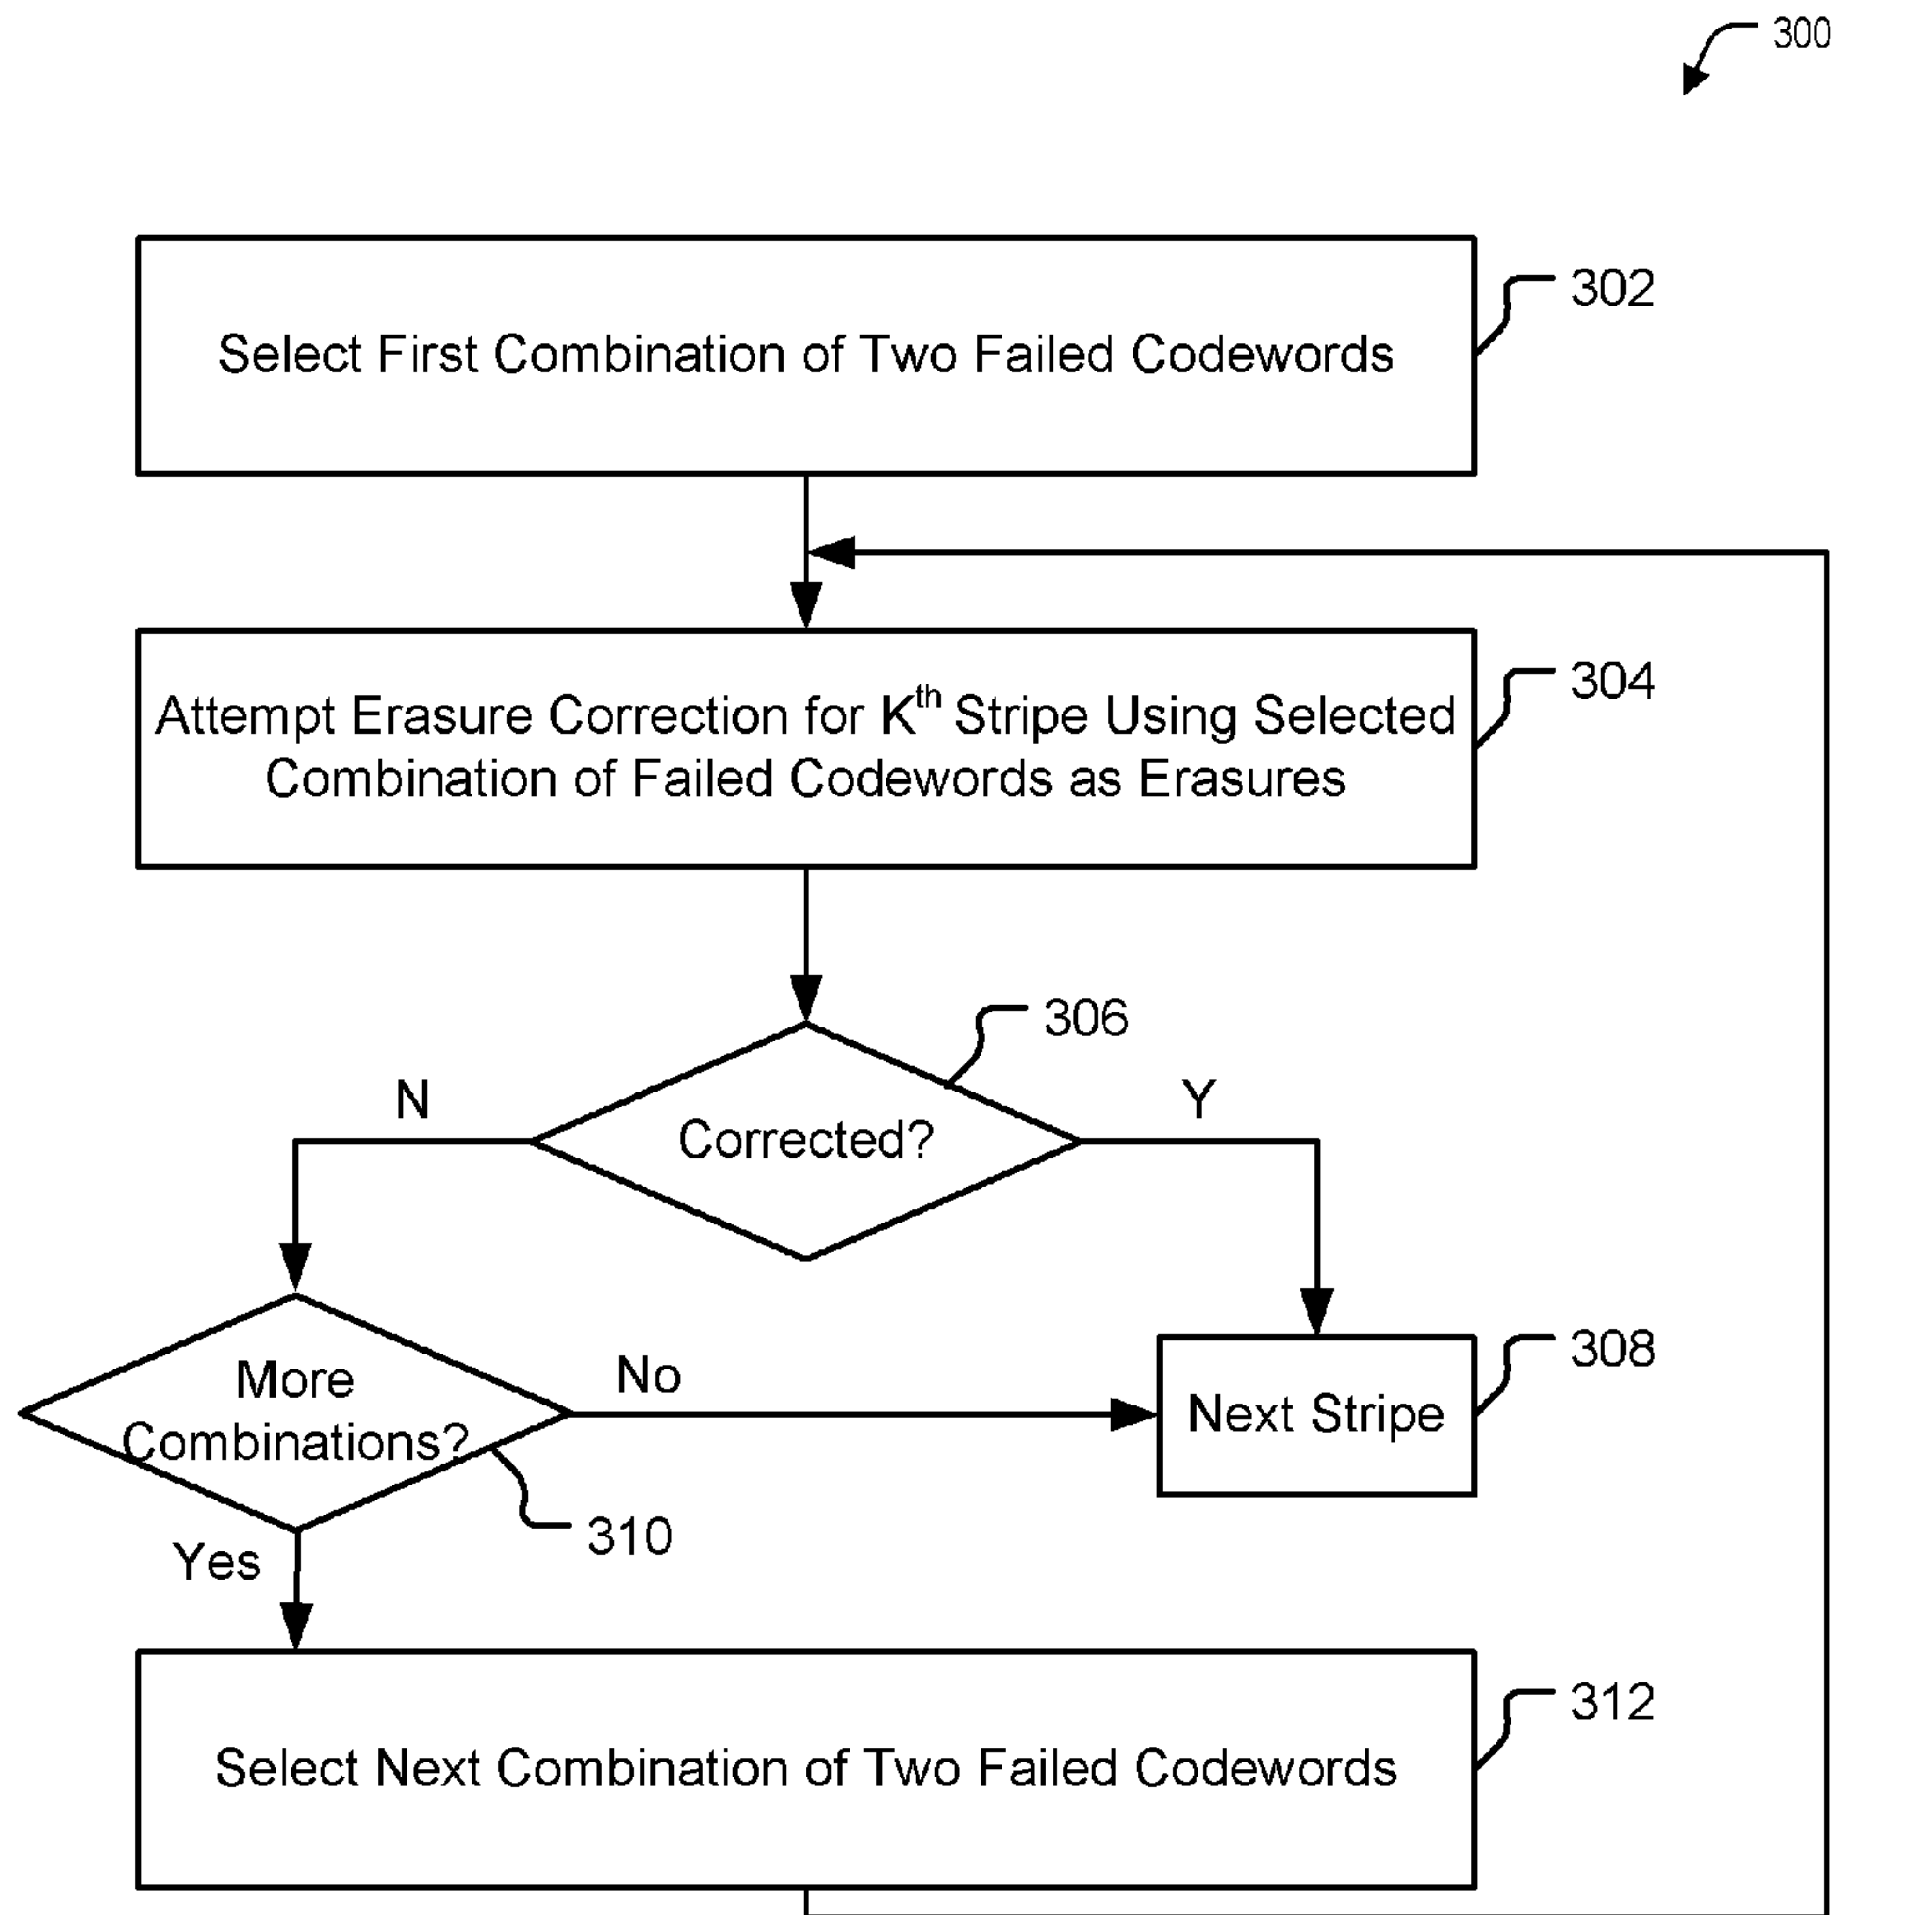 300
Select First Combination of Two Failed Codewords
302
Attempt Erasure Correction for Kth Stripe Using Selected
Combination of Failed Codewords as Erasures
304
306
N
Y
Corrected?
More
Combinations?
No
Next Stripe
308
310
Yes
Select Next Combination of Two Failed Codewords
312